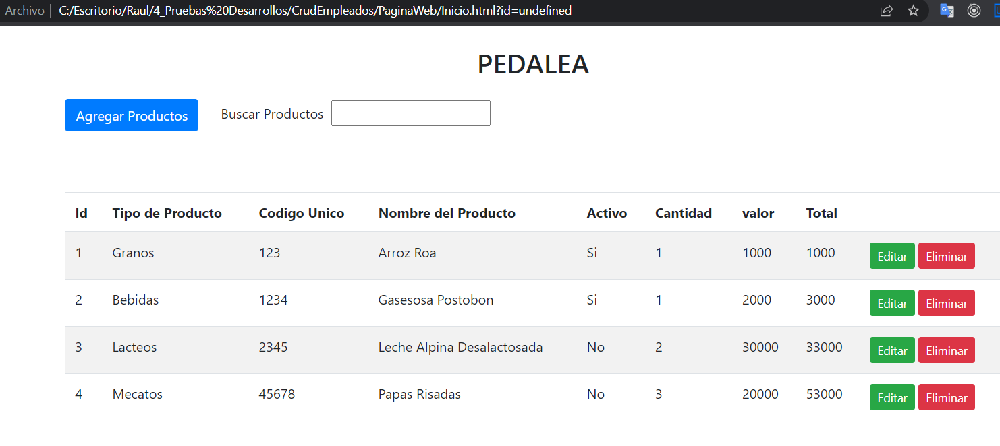 Archivo | C:/Escritorio/Raul/4_Pruebas%20Desarrollos/CrudEmpleados/PaginaWeb/Inicio.html?id=undefined
PEDALEA
Agregar Productos Buscar Productos
Id Tipo de Producto Codigo Unico Nombre del Producto Activo Cantidad valor Total
1 Granos 123 Arroz Roa Si 1 1000 1000 Editar Eliminar
2 Bebidas 1234 Gasesosa Postobon Si 1 2000 3000 Editar Eliminar
3 Lacteos 2345 Leche Alpina Desalactosada No 2 30000 33000 Editar Eliminar
4 Mecatos 45678 Papas Risadas No 3 20000 53000 Editar Eliminar